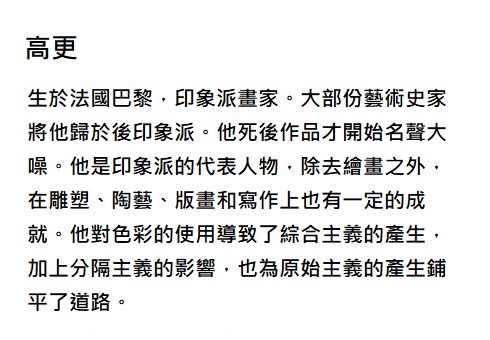 高更
生於法國巴黎，印象派畫家。大部份藝術史家
將他歸於後印象派。他死後作品才開始名聲大
噪。他是印象派的代表人物，除去繪畫之外，
在雕塑、陶藝、版畫和寫作上也有一定的成
就。他對色彩的使用導致了綜合主義的產生，
加上分隔主義的影響，也為原始主義的產生鋪
平了道路。